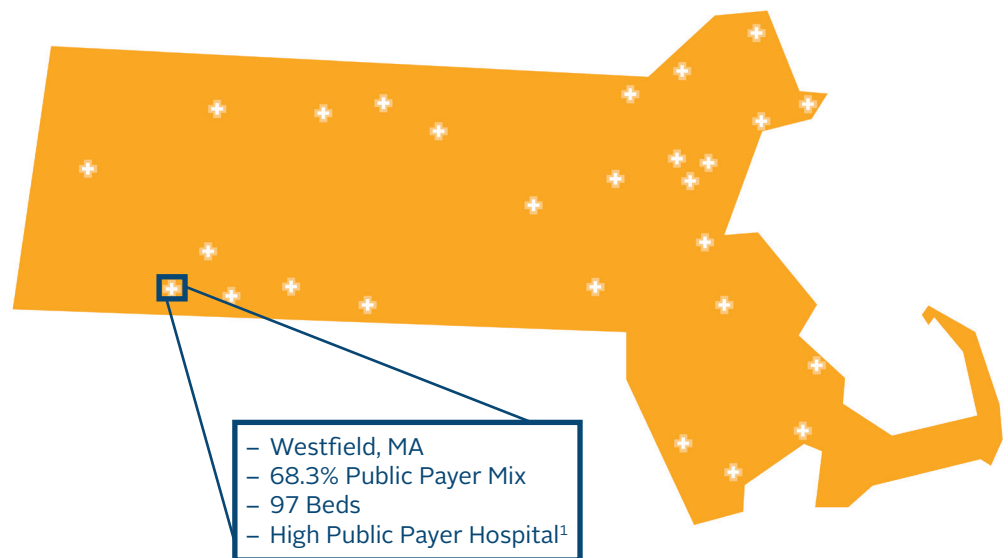 – Westfield, MA
– 68.3% Public Payer Mix
– 97 Beds
– High Public Payer Hospital¹